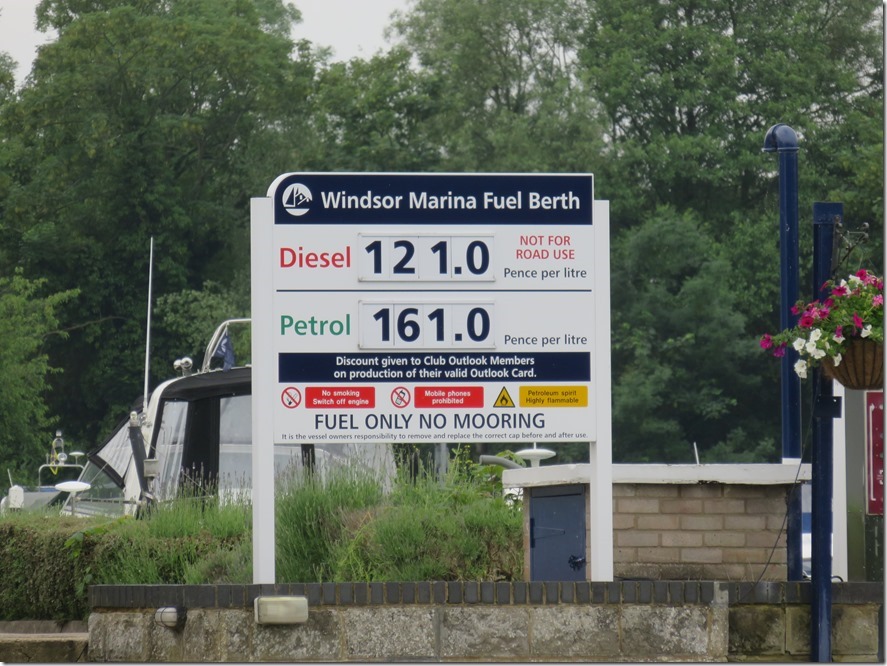 Windsor Marina Fuel Berth
Diesel 121.0 NOT FOR ROAD USE Pence per litre
Petrol 161.0 Pence per litre
Discount given to Club Outlook Members
on production of their valid Outlook Card.
No smoking
Switch off engine
Mobile phones
prohibited
Petroleum spirit
Highly flammable
FUEL ONLY NO MOORING
It is the vessel owners responsibility to remove and replace the correct cap before and after use.